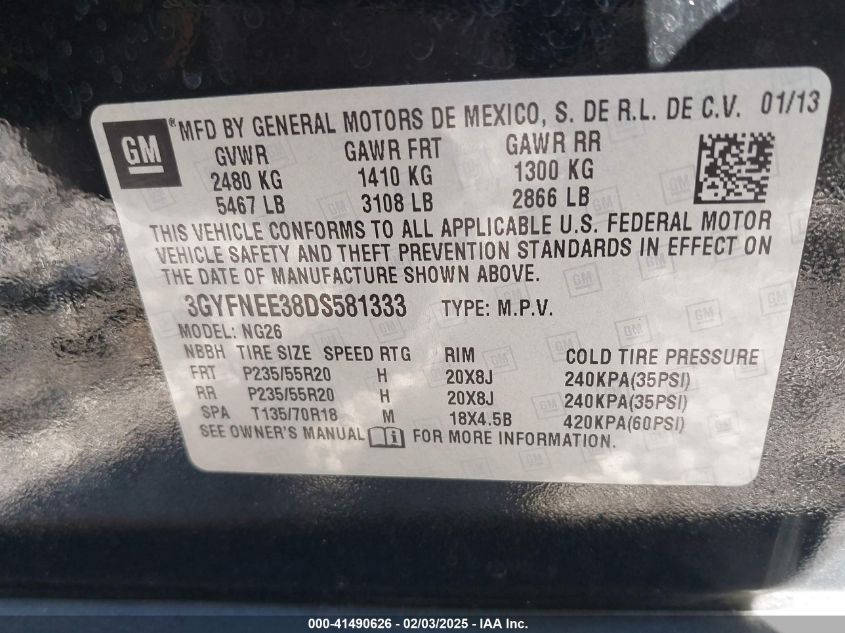 GM ® MFD BY GENERAL MOTORS DE MEXICO, S. DE R.L. DE C.V. 01/13
GVWR GAWR FRT GAWR RR
2480 KG 1410 KG 1300 KG
5467 LB 3108 LB 2866 LB
THIS VEHICLE CONFORMS TO ALL APPLICABLE U.S. FEDERAL MOTOR
VEHICLE SAFETY AND THEFT PREVENTION STANDARDS IN EFFECT ON
THE DATE OF MANUFACTURE SHOWN ABOVE.
3GYFNEE38DS581333 TYPE: M.P.V.
MODEL: NG26
NBBH TIRE SIZE SPEED RTG RIM COLD TIRE PRESSURE
FRT P235/55R20 H 20X8J 240KPA(35PSI)
RR P235/55R20 H 20X8J 240KPA(35PSI)
SPA T135/70R18 M 18X4.5B 420KPA(60PSI)
SEE OWNER'S MANUAL FOR MORE INFORMATION.
000-41490626 - 02/03/2025 - IAA Inc.